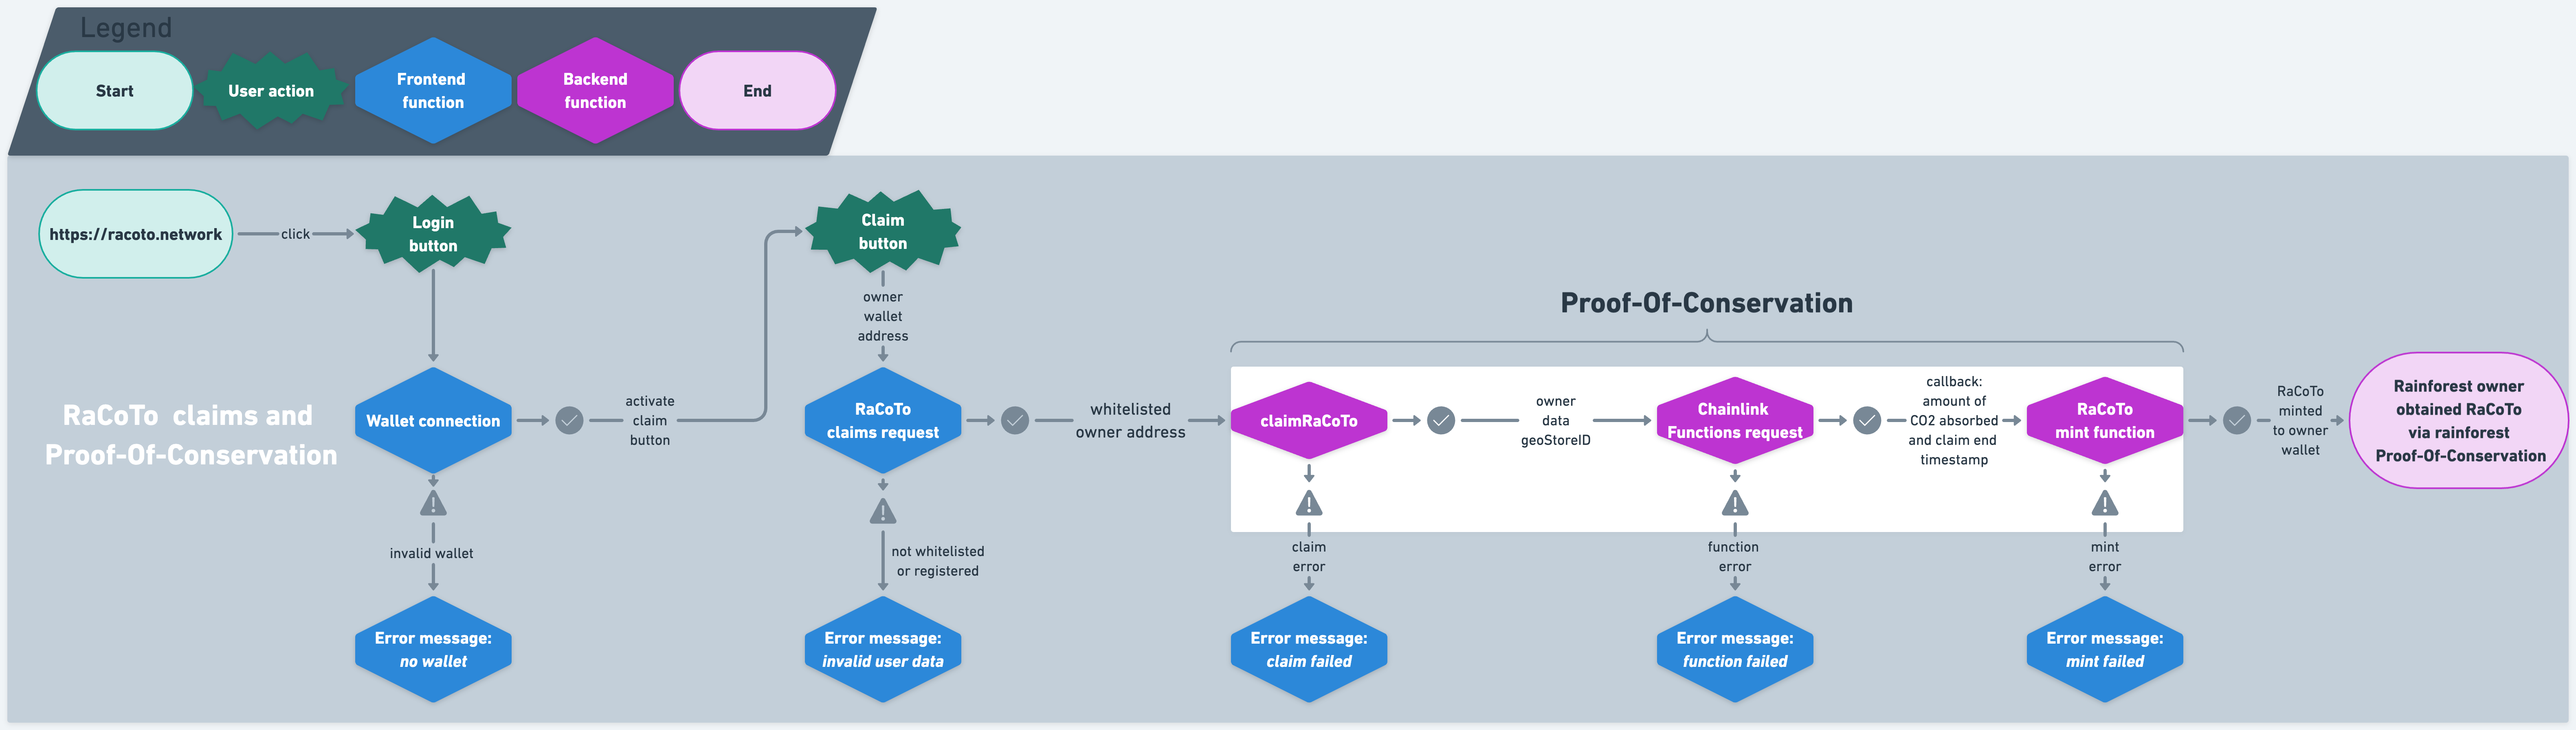 Legend
Start
User action
Frontend
function
Backend
function
End
https://racoto.network
click
Login
button
Claim
button
owner
wallet
address
Proof-Of-Conservation
RaCoTo claims and
Proof-Of-Conservation
Wallet connection
activate
claim
button
RaCoTo
claims request
whitelisted
owner address
claimRaCoTo
owner
data
geoStoreID
Chainlink
Functions request
callback:
amount of
CO2 absorbed
and claim end
timestamp
RaCoTo
mint function
RaCoTo
minted
to owner
wallet
Rainforest owner
obtained RaCoTo
via rainforest
Proof-Of-Conservation
invalid wallet
not whitelisted
or registered
claim
error
function
error
mint
error
Error message:
no wallet
Error message:
invalid user data
Error message:
claim failed
Error message:
function failed
Error message:
mint failed